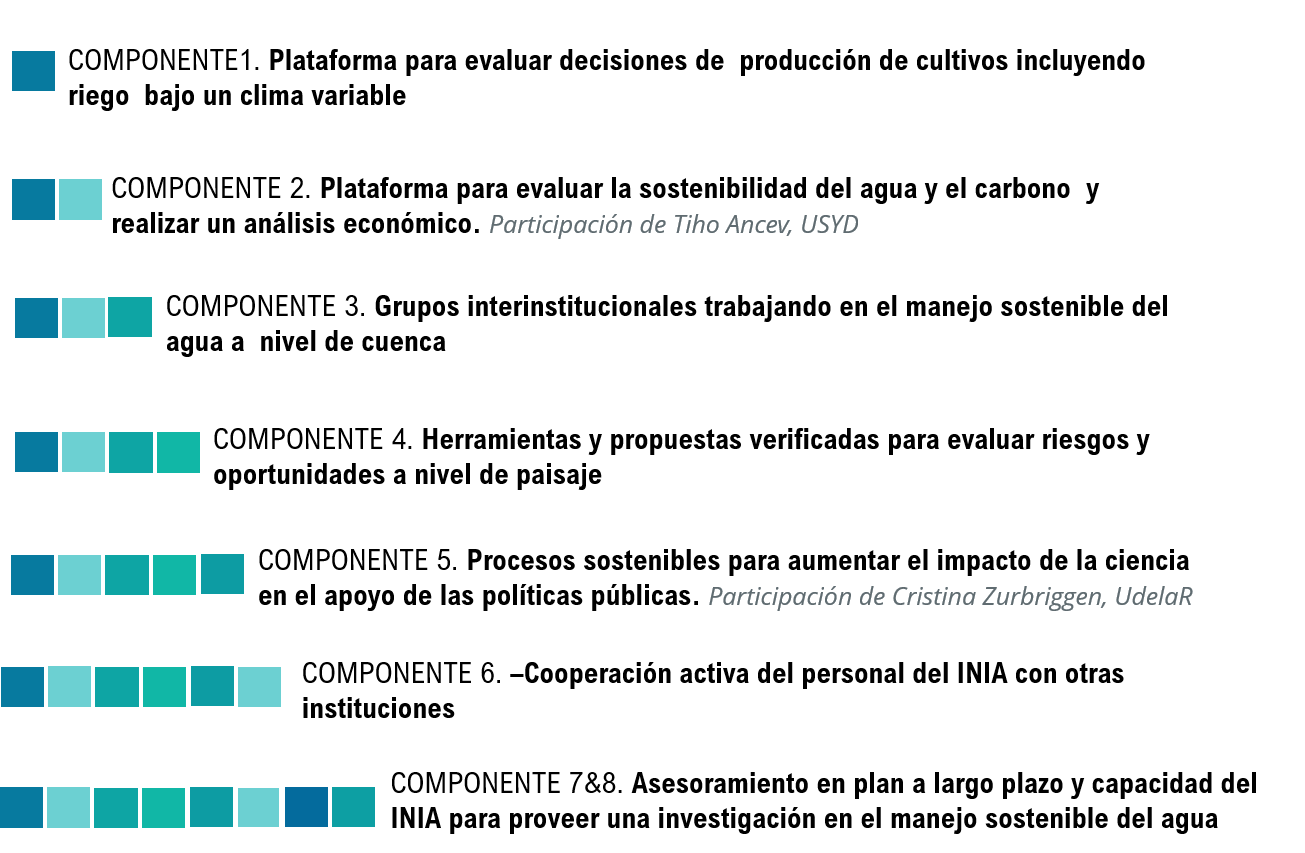 COMPONENTE1. Plataforma para evaluar decisiones de  producción de cultivos incluyendo
riego  bajo un clima variable
COMPONENTE 2. Plataforma para evaluar la sostenibilidad del agua y el carbono  y
realizar un análisis económico. Participación de Tiho Ancev, USYD
COMPONENTE 3. Grupos interinstitucionales trabajando en el manejo sostenible del
agua a  nivel de cuenca
COMPONENTE 4. Herramientas y propuestas verificadas para evaluar riesgos y
oportunidades a nivel de paisaje
COMPONENTE 5. Procesos sostenibles para aumentar el impacto de la ciencia
en el apoyo de las políticas públicas. Participación de Cristina Zurbriggen, UdelaR
COMPONENTE 6. –Cooperación activa del personal del INIA con otras
instituciones
COMPONENTE 7&8. Asesoramiento en plan a largo plazo y capacidad del
INIA para proveer una investigación en el manejo sostenible del agua